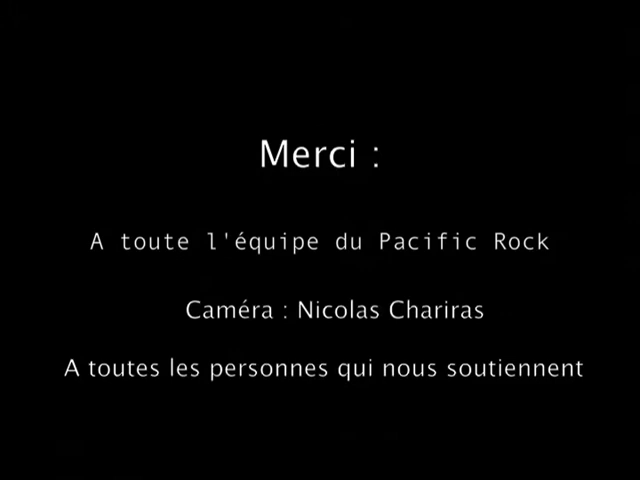 Merci :
A toute l'équipe du Pacific Rock
Caméra : Nicolas Chariras
A toutes les personnes qui nous soutiennent